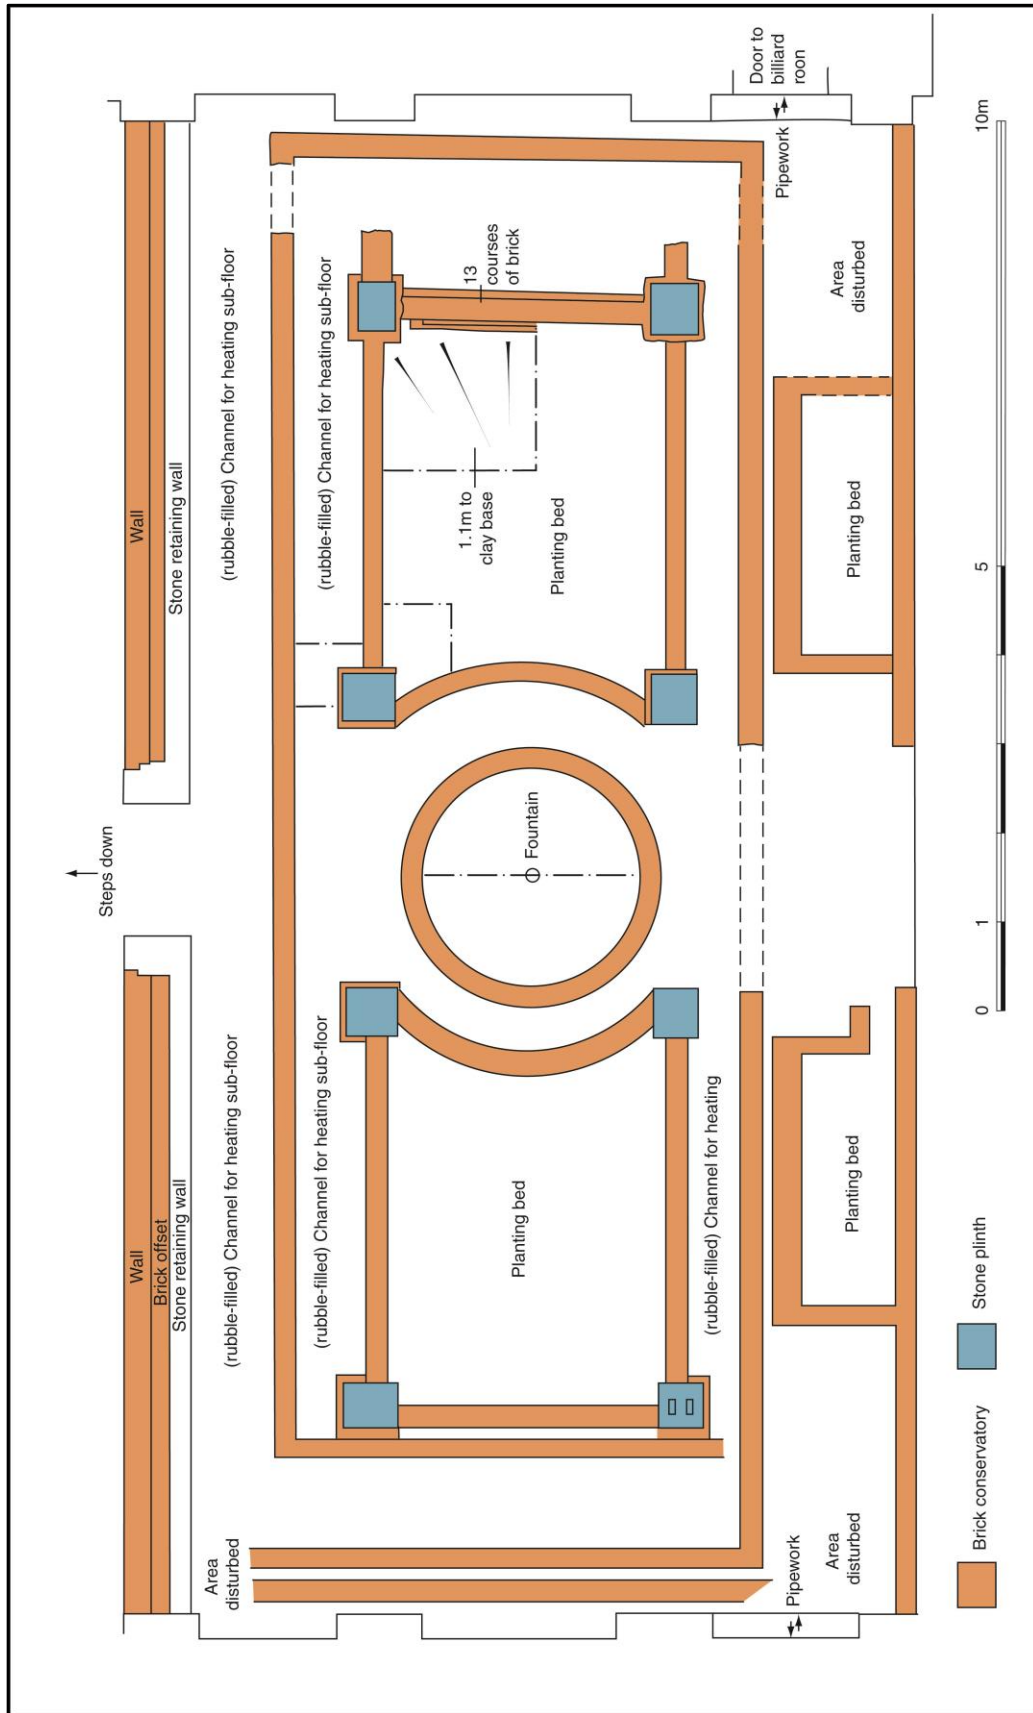 Steps down
Wall
Brick offset
Stone retaining wall
Wall
Stone retaining wall
(rubble-filled) Channel for heating sub-floor
(rubble-filled) Channel for heating sub-floor
Area
disturbed
(rubble-filled) Channel for heating sub-floor
(rubble-filled) Channel for heating sub-floor
13
courses
of brick
1.1m to
clay base
Planting bed
Fountain
Planting bed
(rubble-filled) Channel for heating
Pipework
Door to
billiard
roon
Pipework
Area
disturbed
Planting bed
Planting bed
Area
disturbed
Brick conservatory
Stone plinth
0
1
5
10m